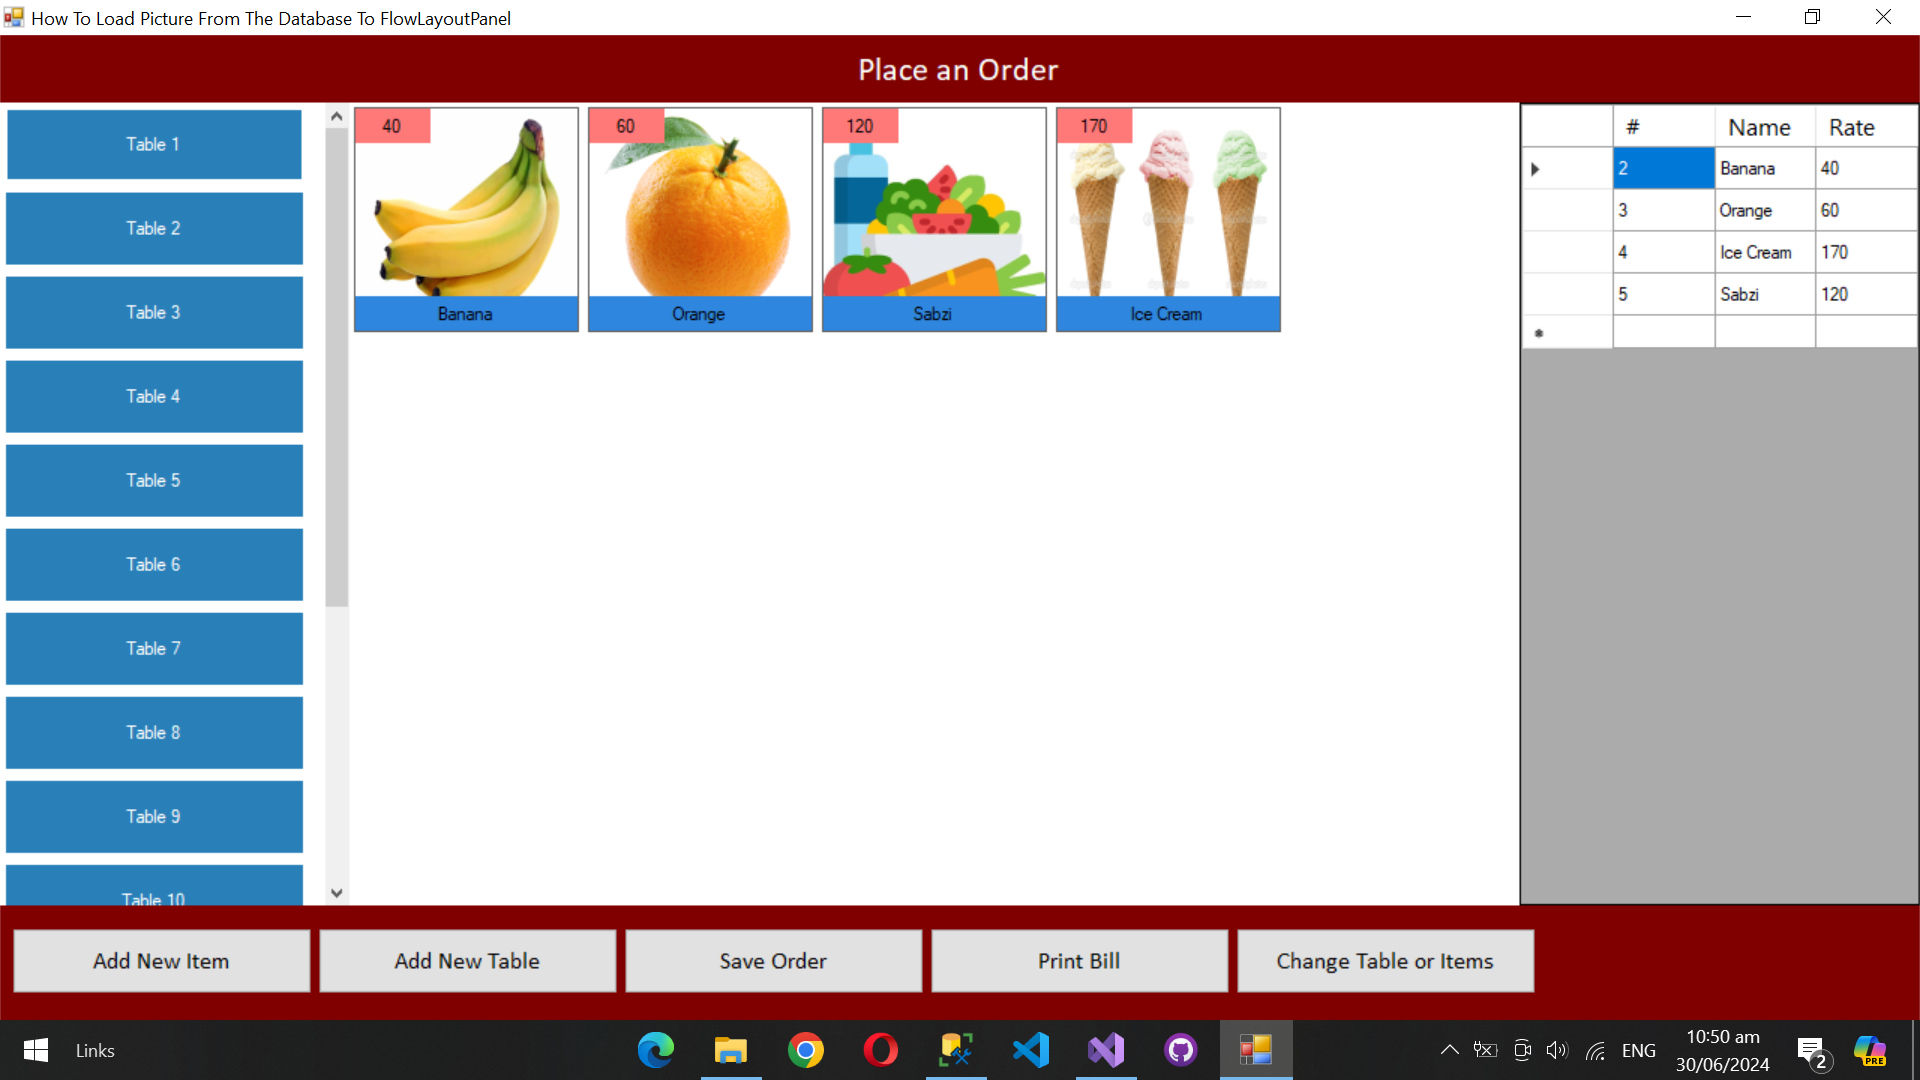 How To Load Picture From The Database To FlowLayoutPanel
Place an Order
Table 1
Table 2
Table 3
Table 4
Table 5
Table 6
Table 7
Table 8
Table 9
Table 10
40
Banana
60
Orange
120
Sabzi
170
Ice Cream
# Name Rate
2 Banana 40
3 Orange 60
4 Ice Cream 170
5 Sabzi 120
Add New Item
Add New Table
Save Order
Print Bill
Change Table or Items
Links
ENG
10:50 am
30/06/2024
2
PRE